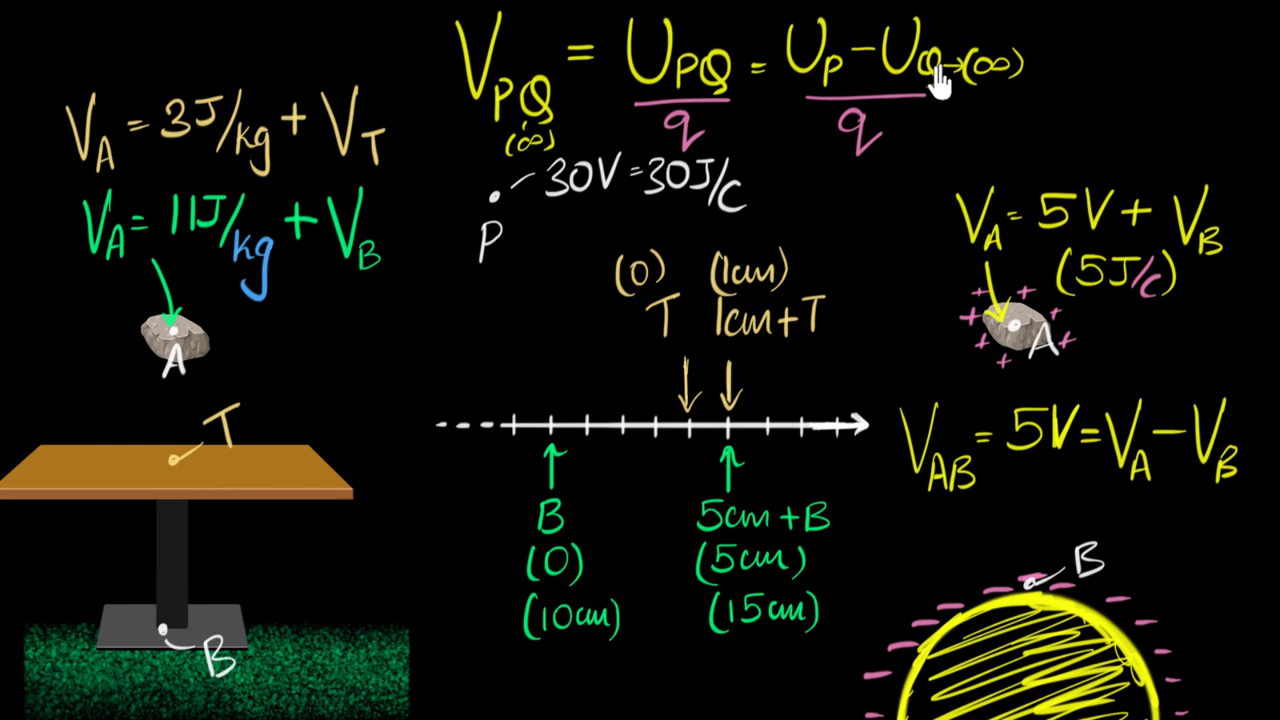 V_PQ (∞) = U_PQ/q = (U_P − U_Q→(∞))/q
V_A = 3J/kg + V_T
V_A = 11J/kg + V_B
A
T
B
30V = 30J/C
P
(0) (1cm)
T 1cm + T
B 5cm + B
(0) (5cm)
(10cm) (15cm)
V_A = 5V + V_B
(5J/C)
A
V_AB = 5V = V_A − V_B
B